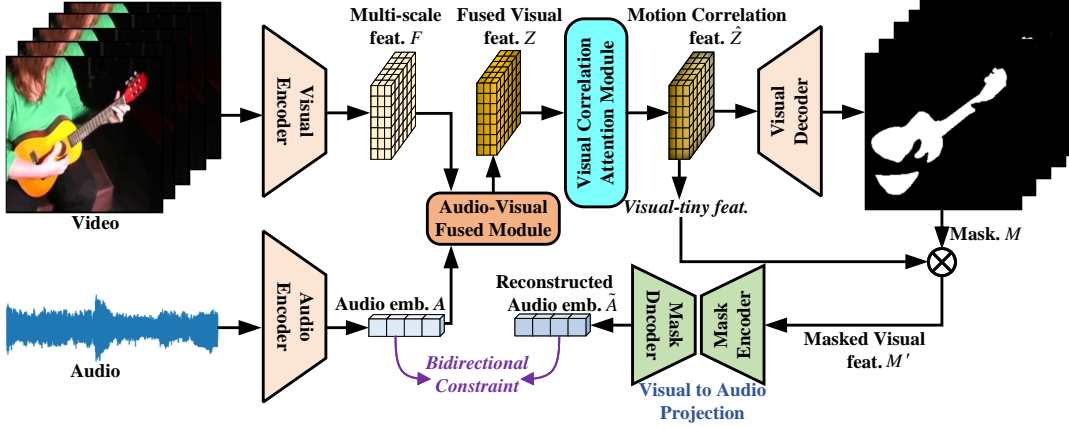 Multi-scale
feat. F
Fused Visual
feat. Z
Motion Correlation
feat. Ẑ
Visual
Encoder
Visual Correlation
Attention Module
Visual
Decoder
Video
Audio-Visual
Fused Module
Visual-tiny feat.
Mask. M
Audio
Encoder
Audio emb. A
Reconstructed
Audio emb. Ã
Mask
Dncoder
Mask
Encoder
Masked Visual
feat. M'
Audio
Bidirectional
Constraint
Visual to Audio
Projection